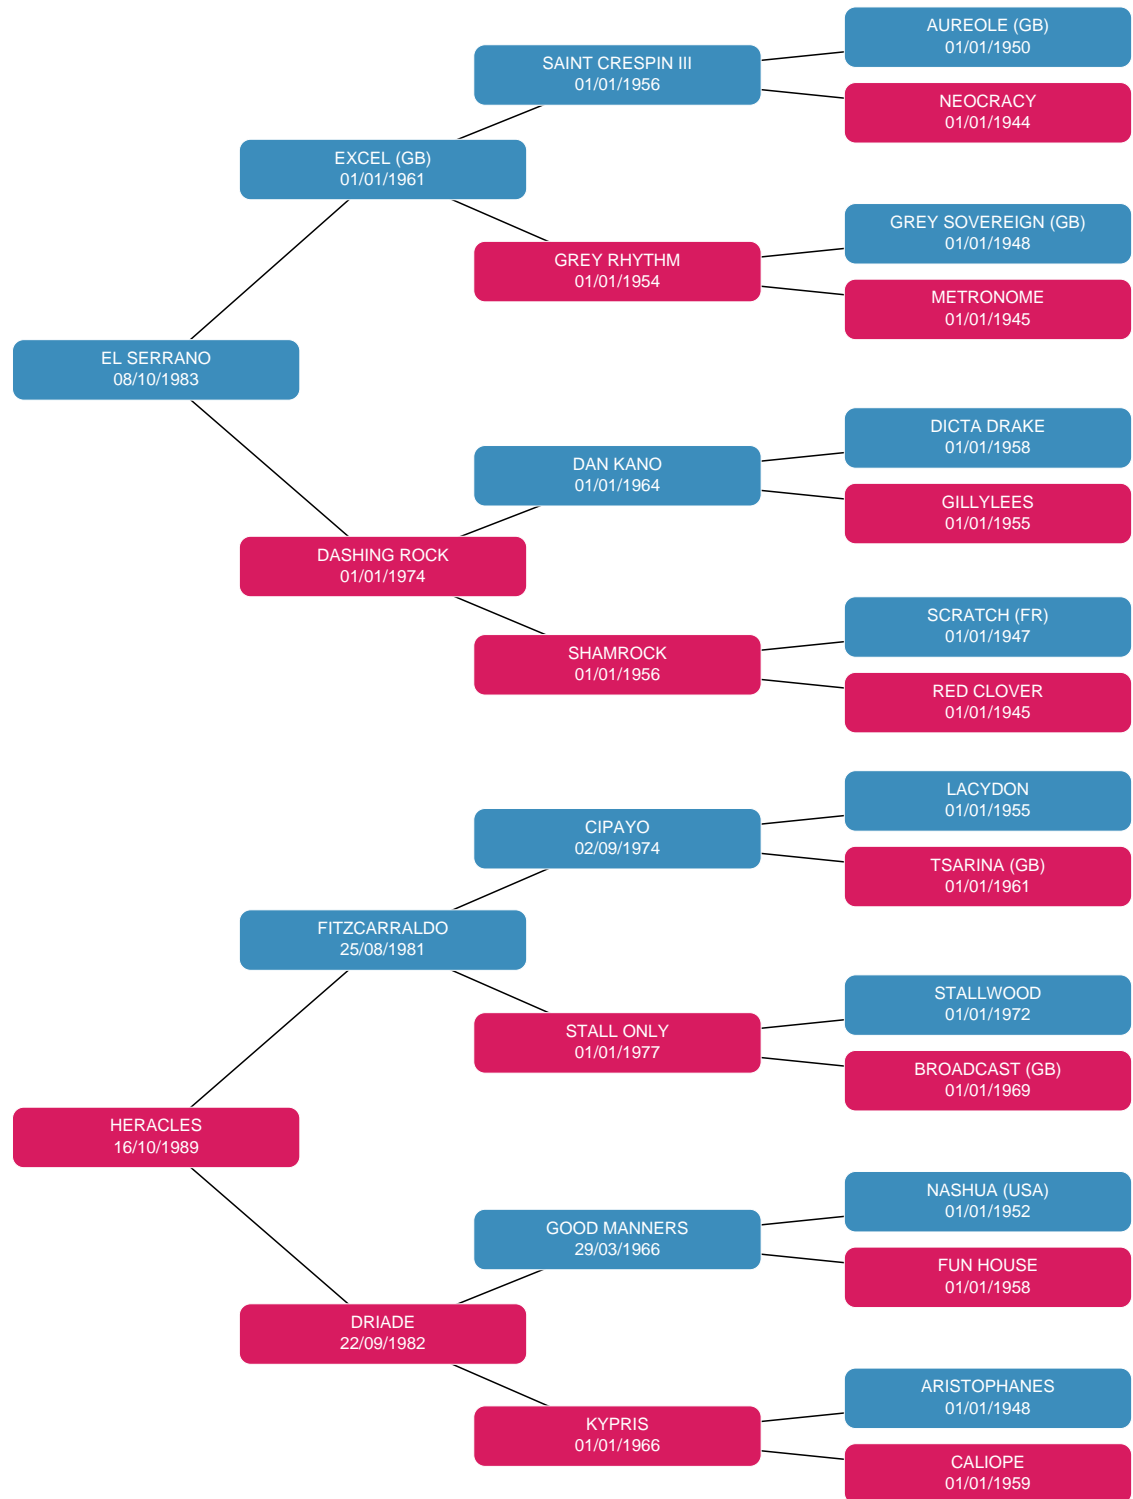 AUREOLE (GB)
01/01/1950
SAINT CRESPIN III
01/01/1956
NEOCRACY
01/01/1944
EXCEL (GB)
01/01/1961
GREY SOVEREIGN (GB)
01/01/1948
GREY RHYTHM
01/01/1954
METRONOME
01/01/1945
EL SERRANO
08/10/1983
DICTA DRAKE
01/01/1958
DAN KANO
01/01/1964
GILLYLEES
01/01/1955
DASHING ROCK
01/01/1974
SCRATCH (FR)
01/01/1947
SHAMROCK
01/01/1956
RED CLOVER
01/01/1945
LACYDON
01/01/1955
CIPAYO
02/09/1974
TSARINA (GB)
01/01/1961
FITZCARRALDO
25/08/1981
STALLWOOD
01/01/1972
STALL ONLY
01/01/1977
BROADCAST (GB)
01/01/1969
HERACLES
16/10/1989
NASHUA (USA)
01/01/1952
GOOD MANNERS
29/03/1966
FUN HOUSE
01/01/1958
DRIADE
22/09/1982
ARISTOPHANES
01/01/1948
KYPRIS
01/01/1966
CALIOPE
01/01/1959